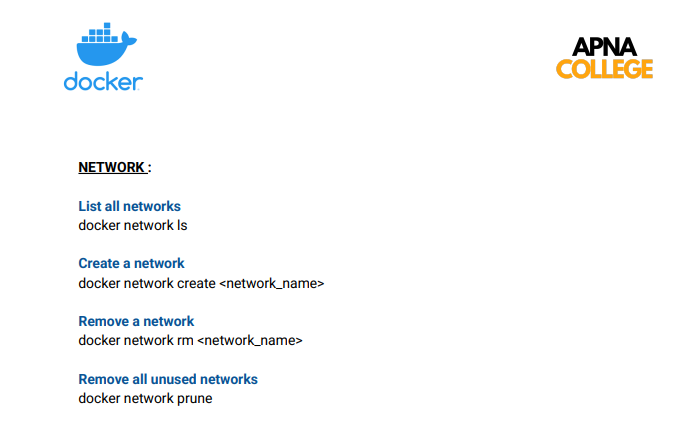 docker
APNA
COLLEGE
NETWORK :
List all networks
docker network ls
Create a network
docker network create <network_name>
Remove a network
docker network rm <network_name>
Remove all unused networks
docker network prune